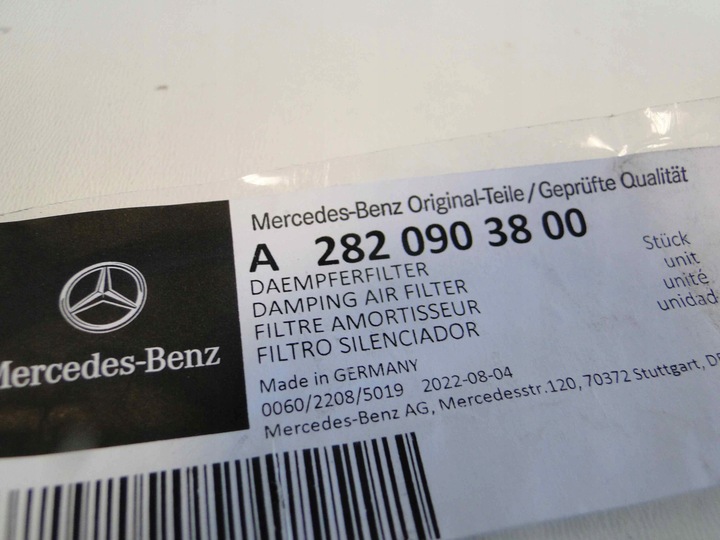 Mercedes-Benz
Mercedes-Benz Original-Teile / Geprüfte Qualität
A 282 090 38 00
DAEMPFERFILTER
DAMPING AIR FILTER
FILTRE AMORTISSEUR
FILTRO SILENCIADOR
Stück
unit
unité
unidad
Made in GERMANY
0060/2208/5019 2022-08-04
Mercedes-Benz AG, Mercedesstr.120, 70372 Stuttgart, DE